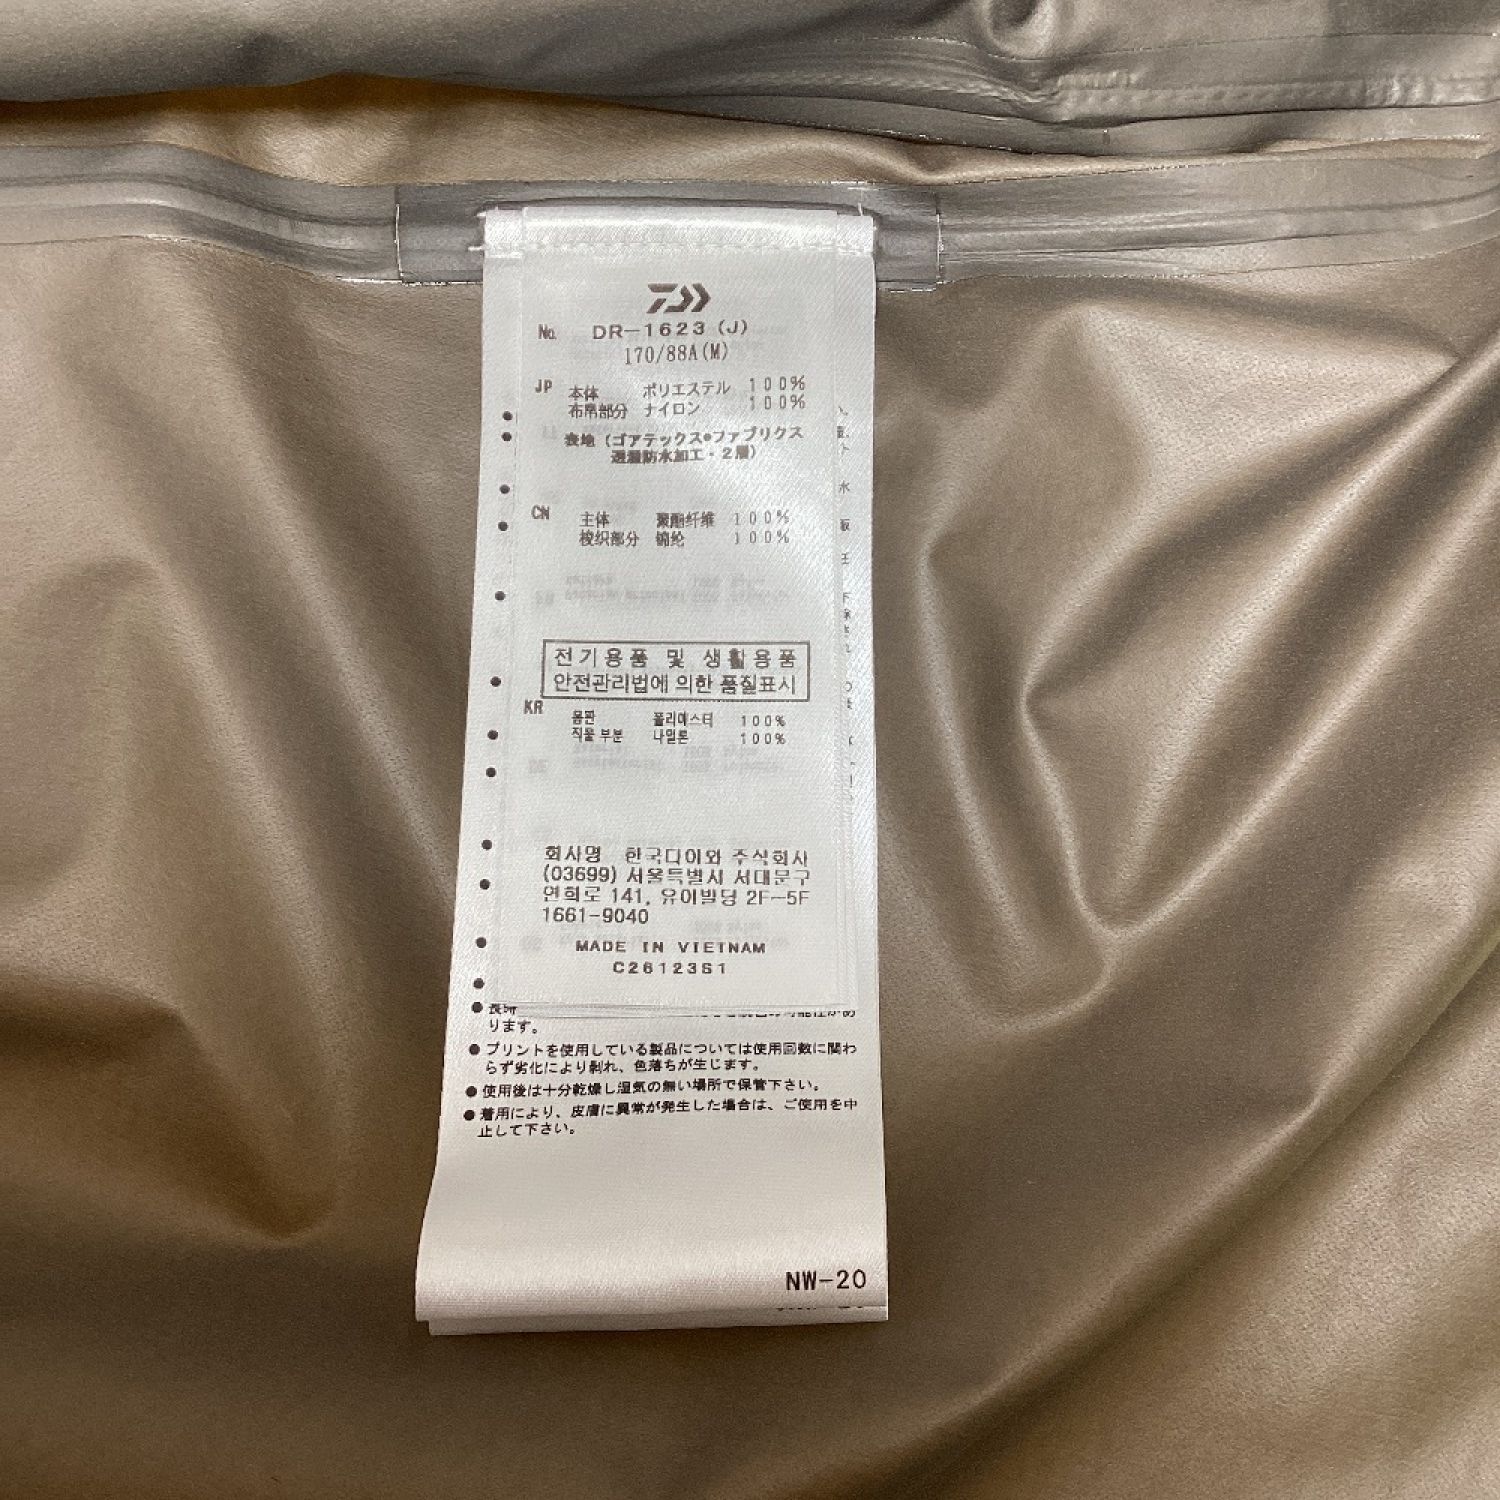 No. DR-1623 (J)
170/88A(M)
JP 本体 ポリエステル 100%
布帛部分 ナイロン 100%
表地 (ゴアテックス®ファブリクス
透湿防水加工・2層)
CN 主体 聚酯纤维 100%
梭织部分 锦纶 100%
전기용품 및 생활용품
안전관리법에 의한 품질표시
KR 몸판 폴리에스터 100%
직물 부분 나일론 100%
회사명 한국다이와 주식회사
(03699) 서울특별시 서대문구
연희로 141, 유어빌딩 2F-5F
1661-9040
MADE IN VIETNAM
C26123S1
ります。
●プリントを使用している製品については使用回数に関わ
らず劣化により剥れ、色落ちが生じます。
●使用後は十分乾燥し湿気の無い場所で保管下さい。
●着用により、皮膚に異常が発生した場合は、ご使用を中
止して下さい。
NW-20